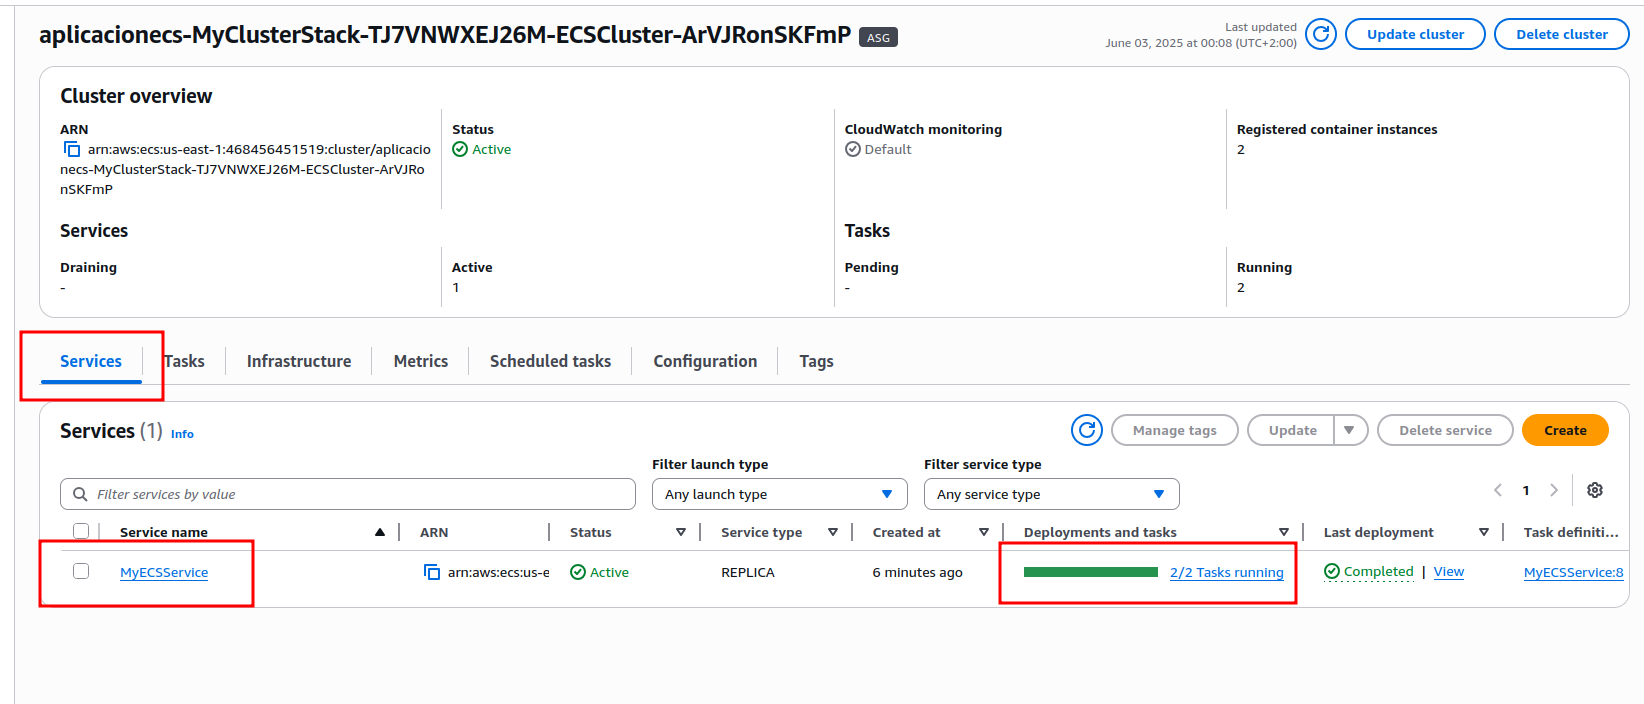 aplicacionecs-MyClusterStack-TJ7VNWXEJ26M-ECSCluster-ArVJRonSKFmP ASG
Last updated
June 03, 2025 at 00:08 (UTC+2:00)
Update cluster
Delete cluster
Cluster overview
ARN
arn:aws:ecs:us-east-1:468456451519:cluster/aplicacio
necs-MyClusterStack-TJ7VNWXEJ26M-ECSCluster-ArVJRo
nSKFmP
Status
Active
CloudWatch monitoring
Default
Registered container instances
2
Services
Tasks
Draining
-
Active
1
Pending
-
Running
2
Services Tasks Infrastructure Metrics Scheduled tasks Configuration Tags
Services (1) Info
Manage tags Update Delete service Create
Filter launch type Filter service type
Filter services by value Any launch type Any service type 1
Service name ARN Status Service type Created at Deployments and tasks Last deployment Task definiti...
MyECSService arn:aws:ecs:us-e Active REPLICA 6 minutes ago 2/2 Tasks running Completed | View MyECSService:8